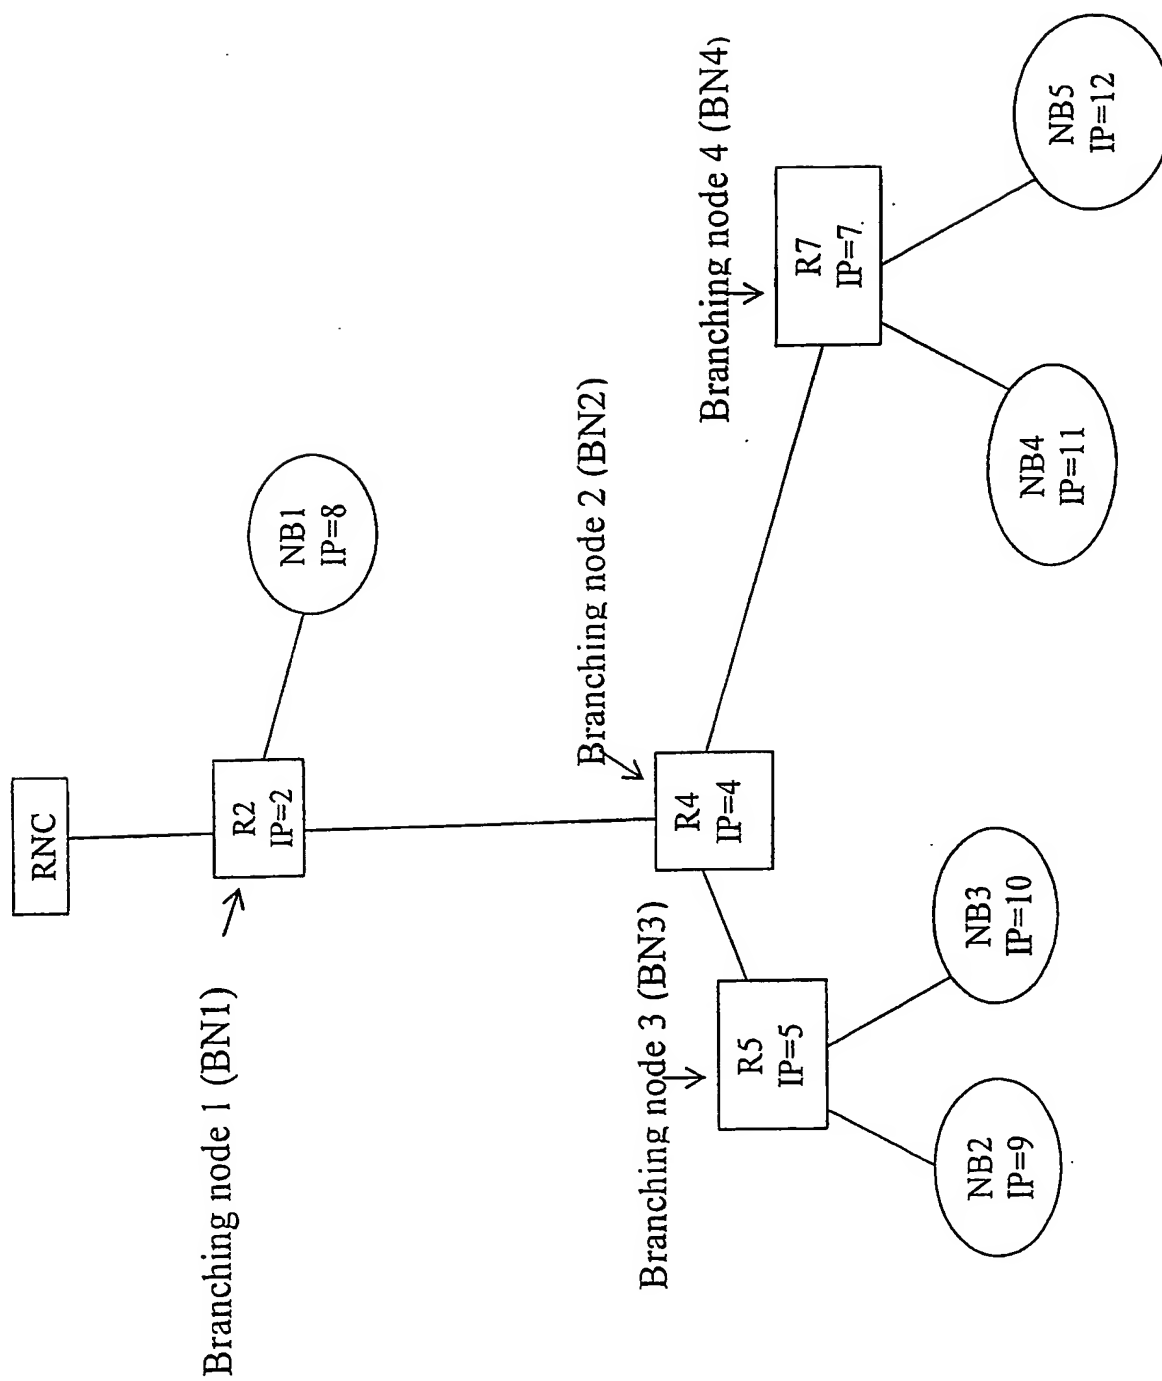 RNC
Branching node 1 (BN1)
R2
IP=2
NB1
IP=8
Branching node 2 (BN2)
R4
IP=4
Branching node 3 (BN3)
R5
IP=5
Branching node 4 (BN4)
R7
IP=7
NB2
IP=9
NB3
IP=10
NB4
IP=11
NB5
IP=12